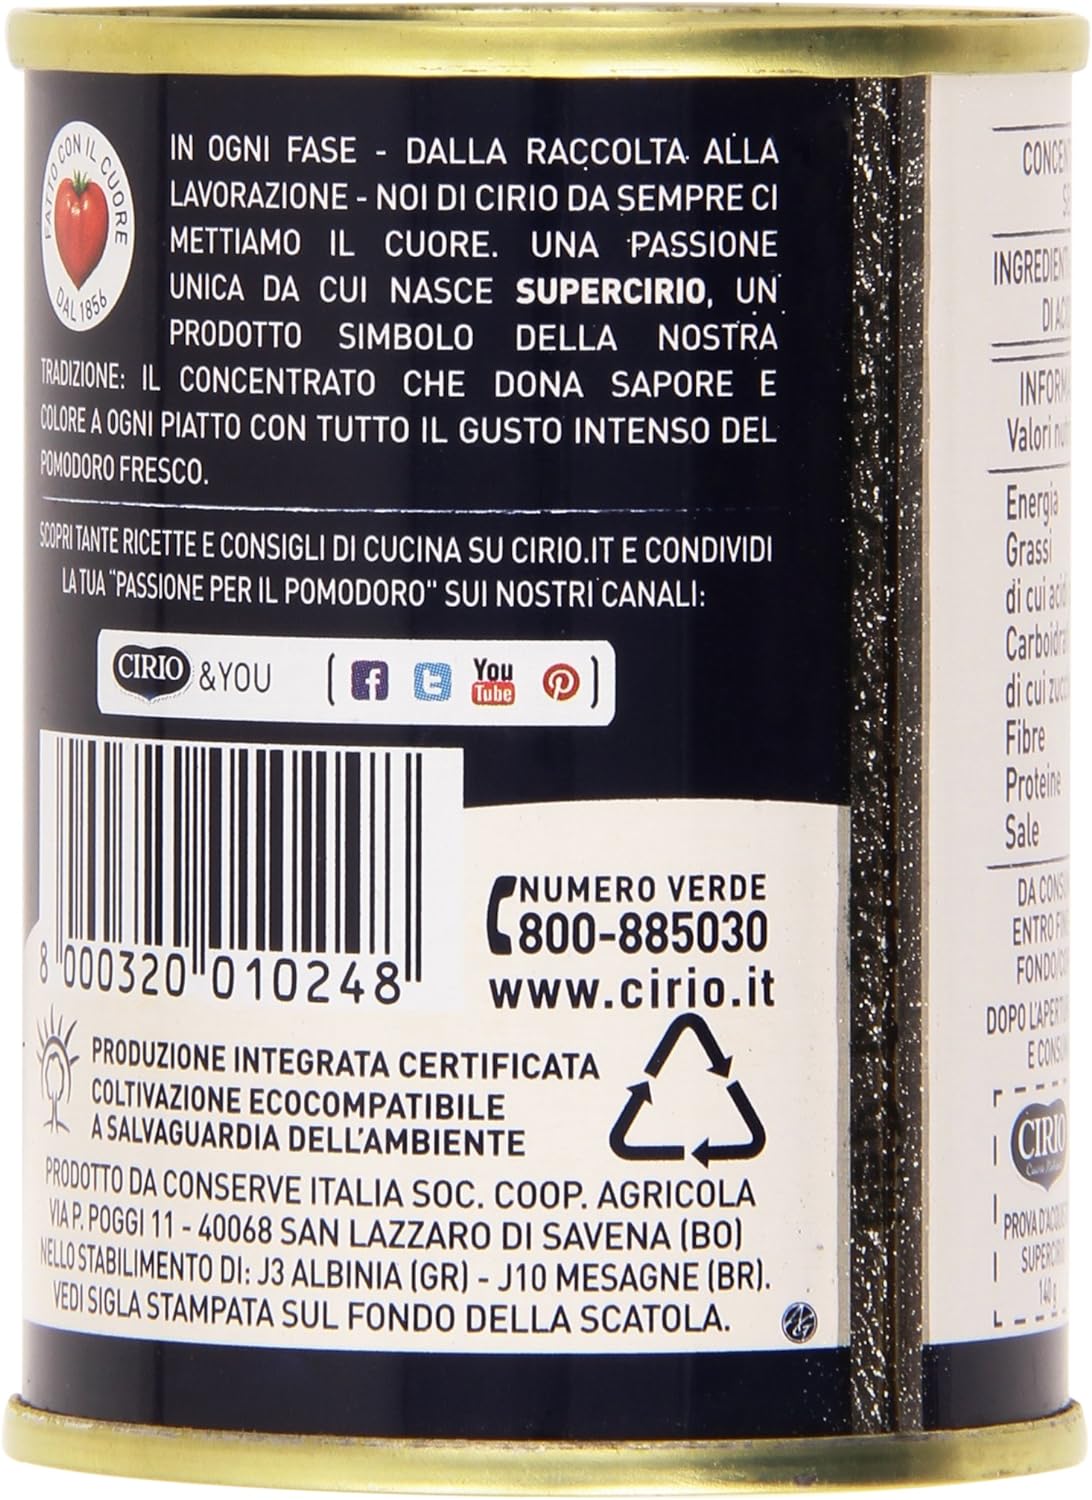 FATTO CON IL CUORE
DAL 1856
IN OGNI FASE - DALLA RACCOLTA ALLA
LAVORAZIONE - NOI DI CIRIO DA SEMPRE CI
METTIAMO IL CUORE. UNA PASSIONE
UNICA DA CUI NASCE SUPERCIRIO, UN
PRODOTTO SIMBOLO DELLA NOSTRA
TRADIZIONE: IL CONCENTRATO CHE DONA SAPORE E
COLORE A OGNI PIATTO CON TUTTO IL GUSTO INTENSO DEL
POMODORO FRESCO.
SCOPRI TANTE RICETTE E CONSIGLI DI CUCINA SU CIRIO.IT E CONDIVIDI
LA TUA "PASSIONE PER IL POMODORO" SUI NOSTRI CANALI:
CIRIO &YOU ( f t You Tube P )
8 000320 010248
NUMERO VERDE
800-885030
www.cirio.it
PRODUZIONE INTEGRATA CERTIFICATA
COLTIVAZIONE ECOCOMPATIBILE
A SALVAGUARDIA DELL'AMBIENTE
PRODOTTO DA CONSERVE ITALIA SOC. COOP. AGRICOLA
VIA P. POGGI 11 - 40068 SAN LAZZARO DI SAVENA (BO)
NELLO STABILIMENTO DI: J3 ALBINIA (GR) - J10 MESAGNE (BR).
VEDI SIGLA STAMPATA SUL FONDO DELLA SCATOLA.
DI
Valori
Energia
Grassi
di cui
di cui
Fibre
Proteine
Sale
DA
ENTRO
DOPO
E
CIRIO
PROVA
140 g